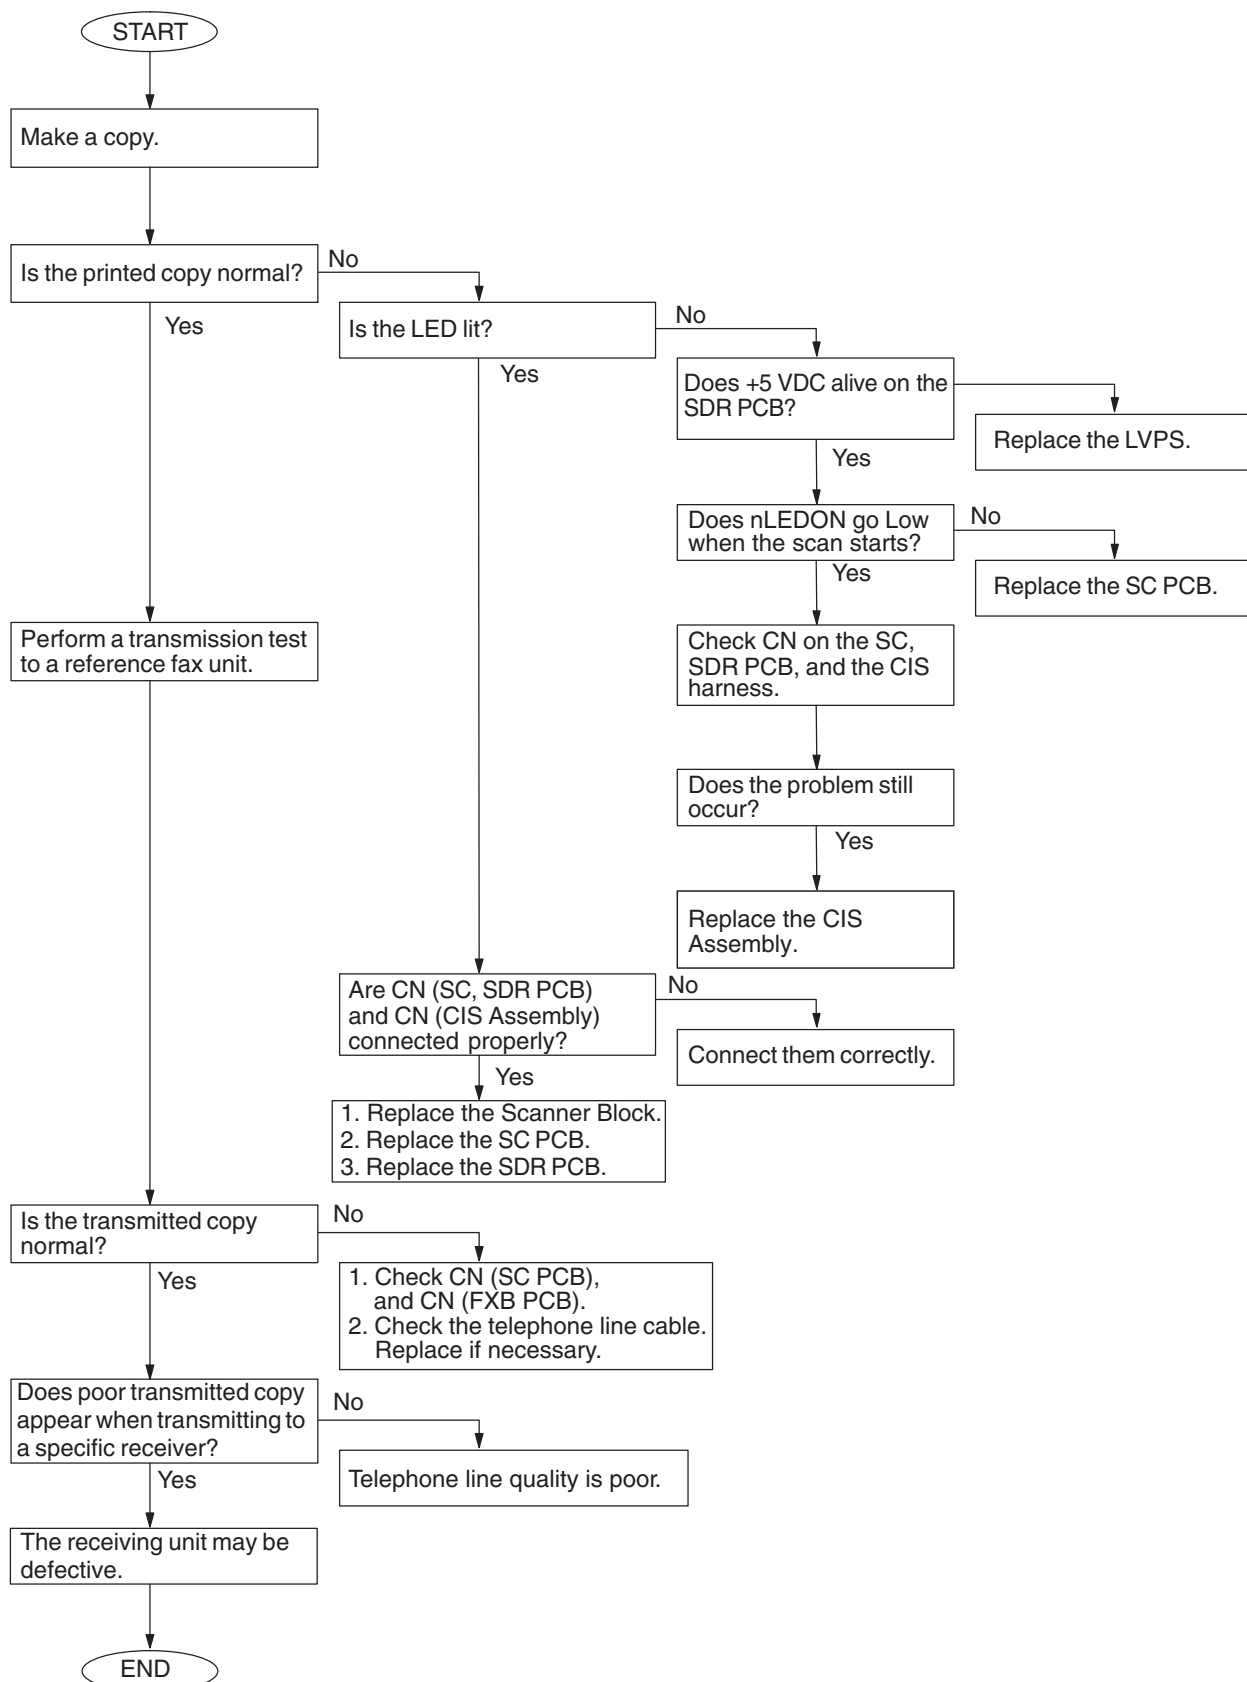 START
Make a copy.
Is the printed copy normal?
No
Yes
Is the LED lit?
No
Yes
Does +5 VDC alive on the
SDR PCB?
Replace the LVPS.
Yes
Does nLEDON go Low
when the scan starts?
No
Replace the SC PCB.
Yes
Perform a transmission test
to a reference fax unit.
Check CN on the SC,
SDR PCB, and the CIS
harness.
Does the problem still
occur?
Yes
Replace the CIS
Assembly.
Are CN (SC, SDR PCB)
and CN (CIS Assembly)
connected properly?
No
Connect them correctly.
Yes
1. Replace the Scanner Block.
2. Replace the SC PCB.
3. Replace the SDR PCB.
Is the transmitted copy
normal?
No
Yes
1. Check CN (SC PCB),
and CN (FXB PCB).
2. Check the telephone line cable.
Replace if necessary.
Does poor transmitted copy
appear when transmitting to
a specific receiver?
No
Telephone line quality is poor.
Yes
The receiving unit may be
defective.
END